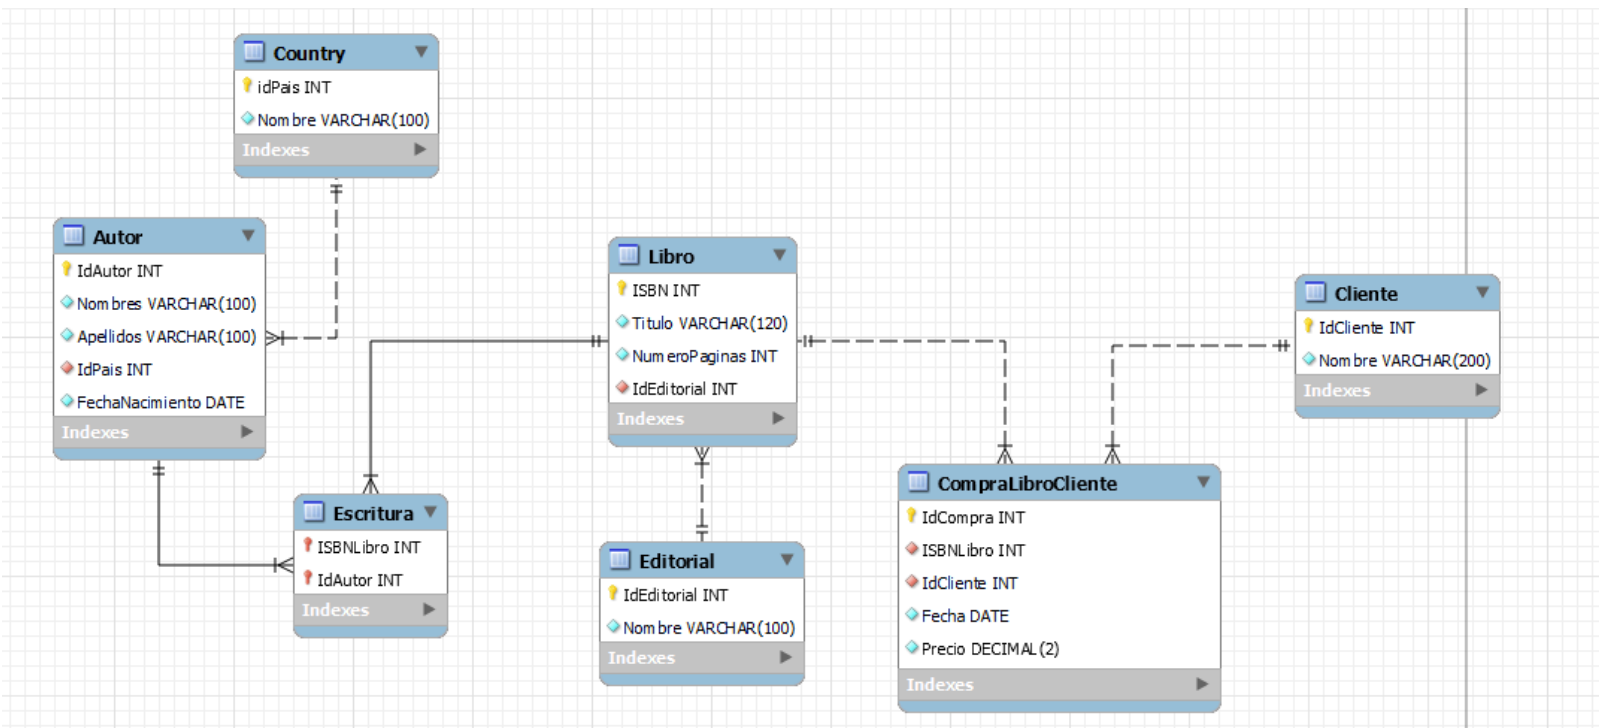 Country
idPais INT
Nombre VARCHAR(100)
Indexes
Autor
IdAutor INT
Nombres VARCHAR(100)
Apellidos VARCHAR(100)
IdPais INT
FechaNacimiento DATE
Indexes
Libro
ISBN INT
Titulo VARCHAR(120)
NumeroPaginas INT
IdEditorial INT
Indexes
Cliente
IdCliente INT
Nombre VARCHAR(200)
Indexes
Escritura
ISBNLibro INT
IdAutor INT
Indexes
Editorial
IdEditorial INT
Nombre VARCHAR(100)
Indexes
CompraLibroCliente
IdCompra INT
ISBNLibro INT
IdCliente INT
Fecha DATE
Precio DECIMAL(2)
Indexes